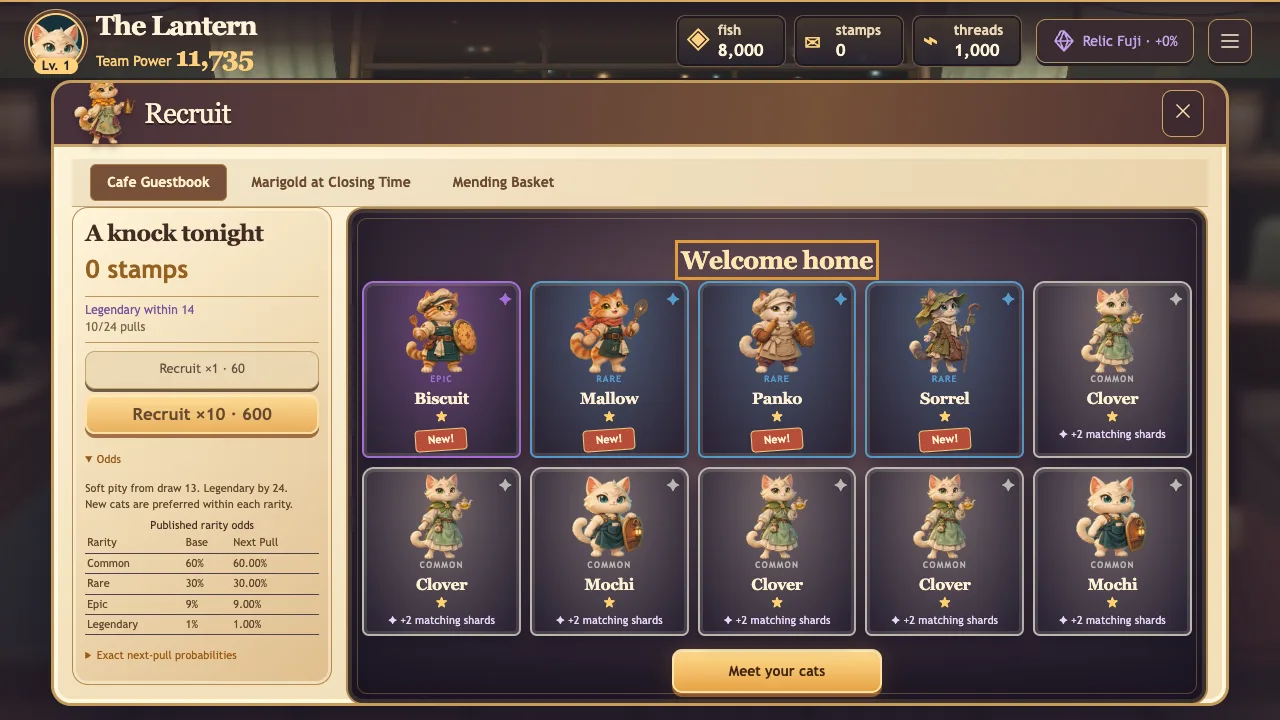 The Lantern
Lv. 1
Team Power 11,735
fish
8,000
stamps
0
threads
1,000
Relic Fuji · +0%
Recruit
Cafe Guestbook
Marigold at Closing Time
Mending Basket
A knock tonight
0 stamps
Legendary within 14
10/24 pulls
Recruit ×1 · 60
Recruit ×10 · 600
▼ Odds
Soft pity from draw 13. Legendary by 24.
New cats are preferred within each rarity.
Published rarity odds
Rarity Base Next Pull
Common 60% 60.00%
Rare 30% 30.00%
Epic 9% 9.00%
Legendary 1% 1.00%
▶ Exact next-pull probabilities
Welcome home
EPIC
Biscuit
New!
RARE
Mallow
New!
RARE
Panko
New!
RARE
Sorrel
New!
COMMON
Clover
+2 matching shards
COMMON
Clover
+2 matching shards
COMMON
Mochi
+2 matching shards
COMMON
Clover
+2 matching shards
COMMON
Clover
+2 matching shards
COMMON
Mochi
+2 matching shards
Meet your cats